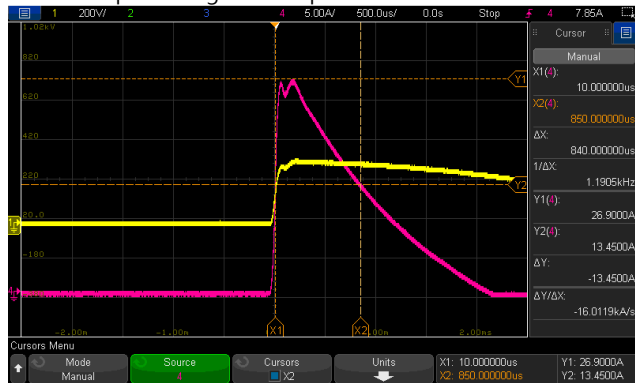 1 200V/ 2 3 4 5.00A/ 500.0us/ 0.0s Stop 4 7.85A
1.02kV
820
620
420
220
20.0
-180
-2.00m -1.00m 2.00ms
Y1
Y2
X1 X2
Cursor
Manual
X1(4):
10.000000us
X2(4):
850.000000us
ΔX:
840.000000us
1/ΔX:
1.1905kHz
Y1(4):
26.9000A
Y2(4):
13.4500A
ΔY:
-13.4500A
ΔY/ΔX:
-16.0119kA/s
Cursors Menu
Mode
Manual
Source
4
Cursors
X2
Units
X1: 10.000000us
X2: 850.000000us
Y1: 26.9000A
Y2: 13.4500A